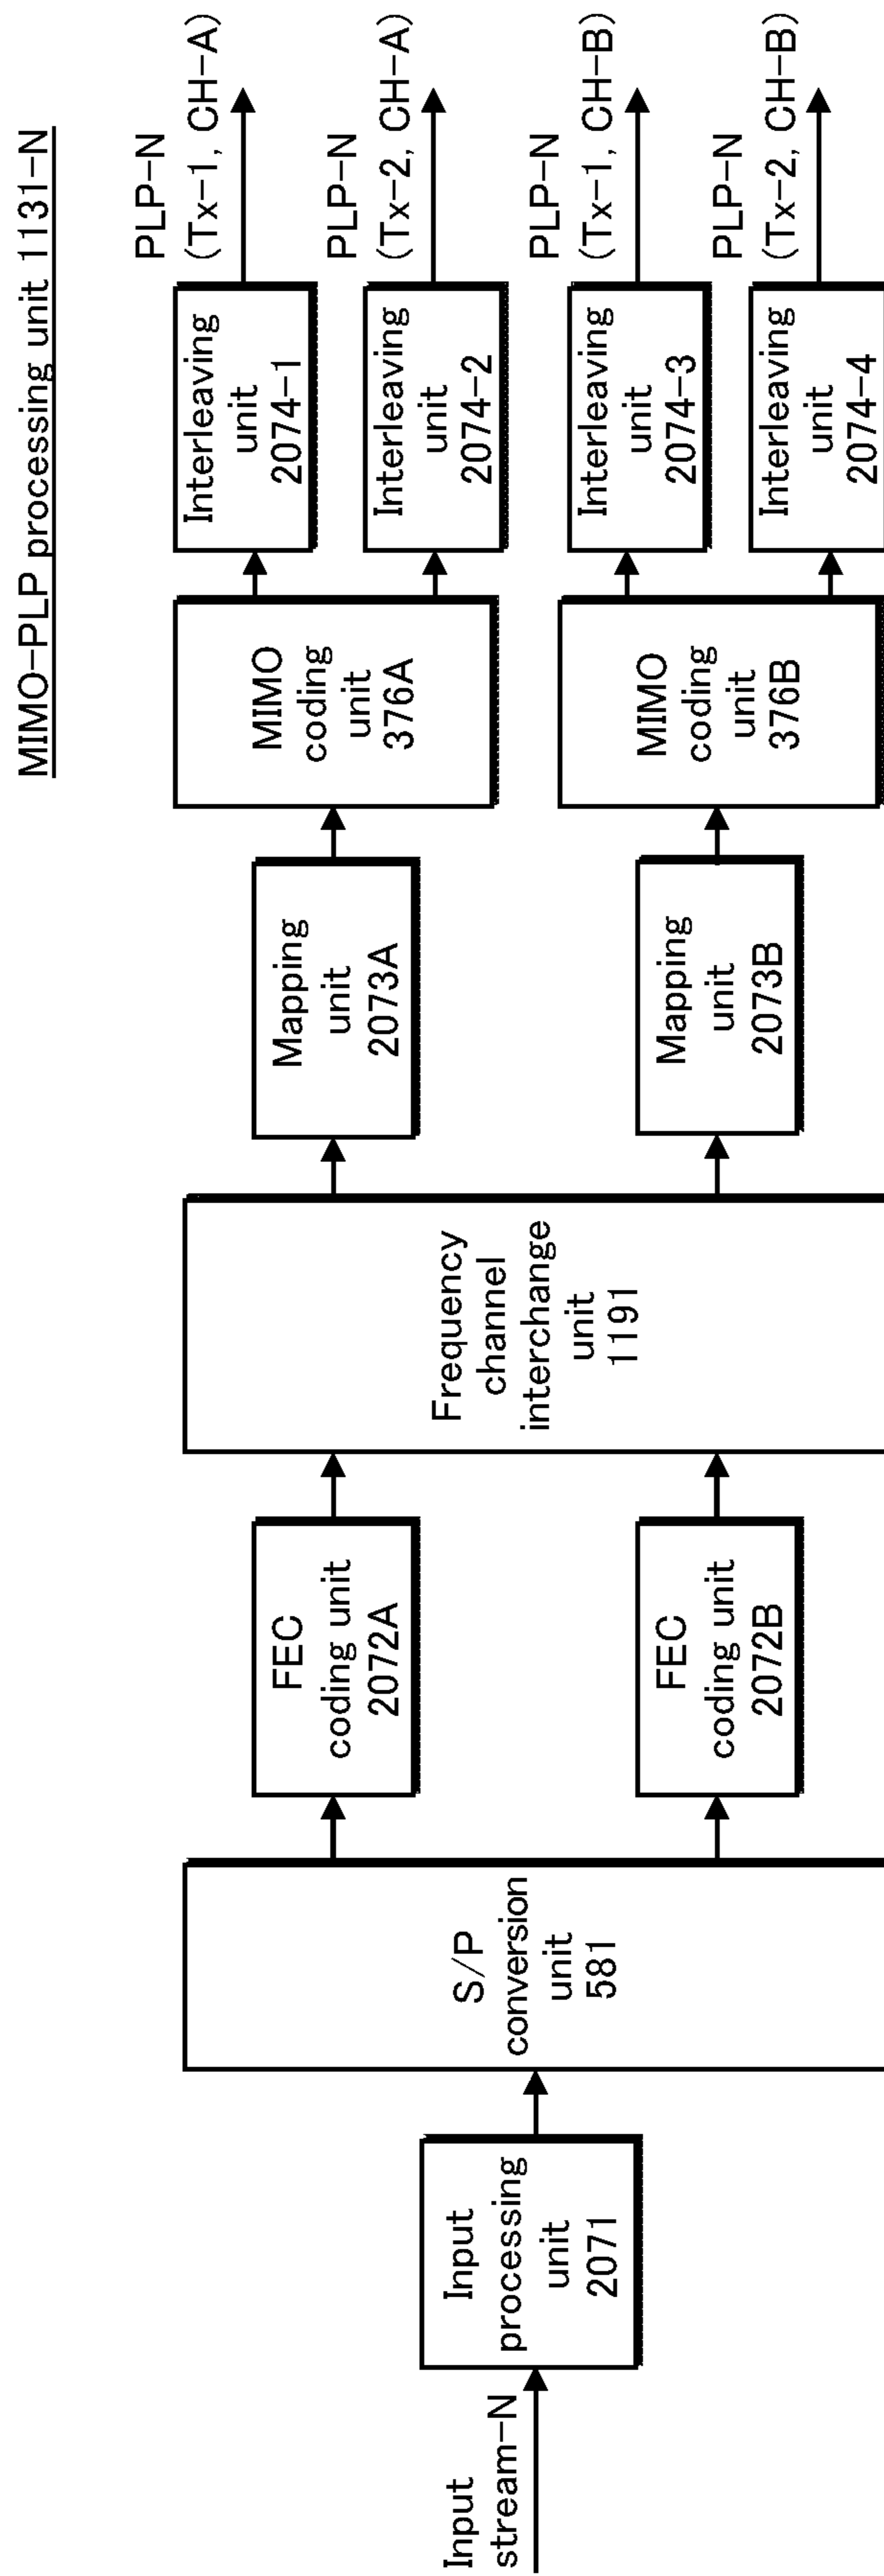 MIMO-PLP processing unit 1131-N
Input
stream-N
Input
processing
unit
2071
S/P
conversion
unit
581
FEC
coding unit
2072A
FEC
coding unit
2072B
Frequency
channel
interchange
unit
1191
Mapping
unit
2073A
Mapping
unit
2073B
MIMO
coding
unit
376A
MIMO
coding
unit
376B
Interleaving
unit
2074-1
Interleaving
unit
2074-2
Interleaving
unit
2074-3
Interleaving
unit
2074-4
PLP-N
(Tx-1, CH-A)
PLP-N
(Tx-2, CH-A)
PLP-N
(Tx-1, CH-B)
PLP-N
(Tx-2, CH-B)